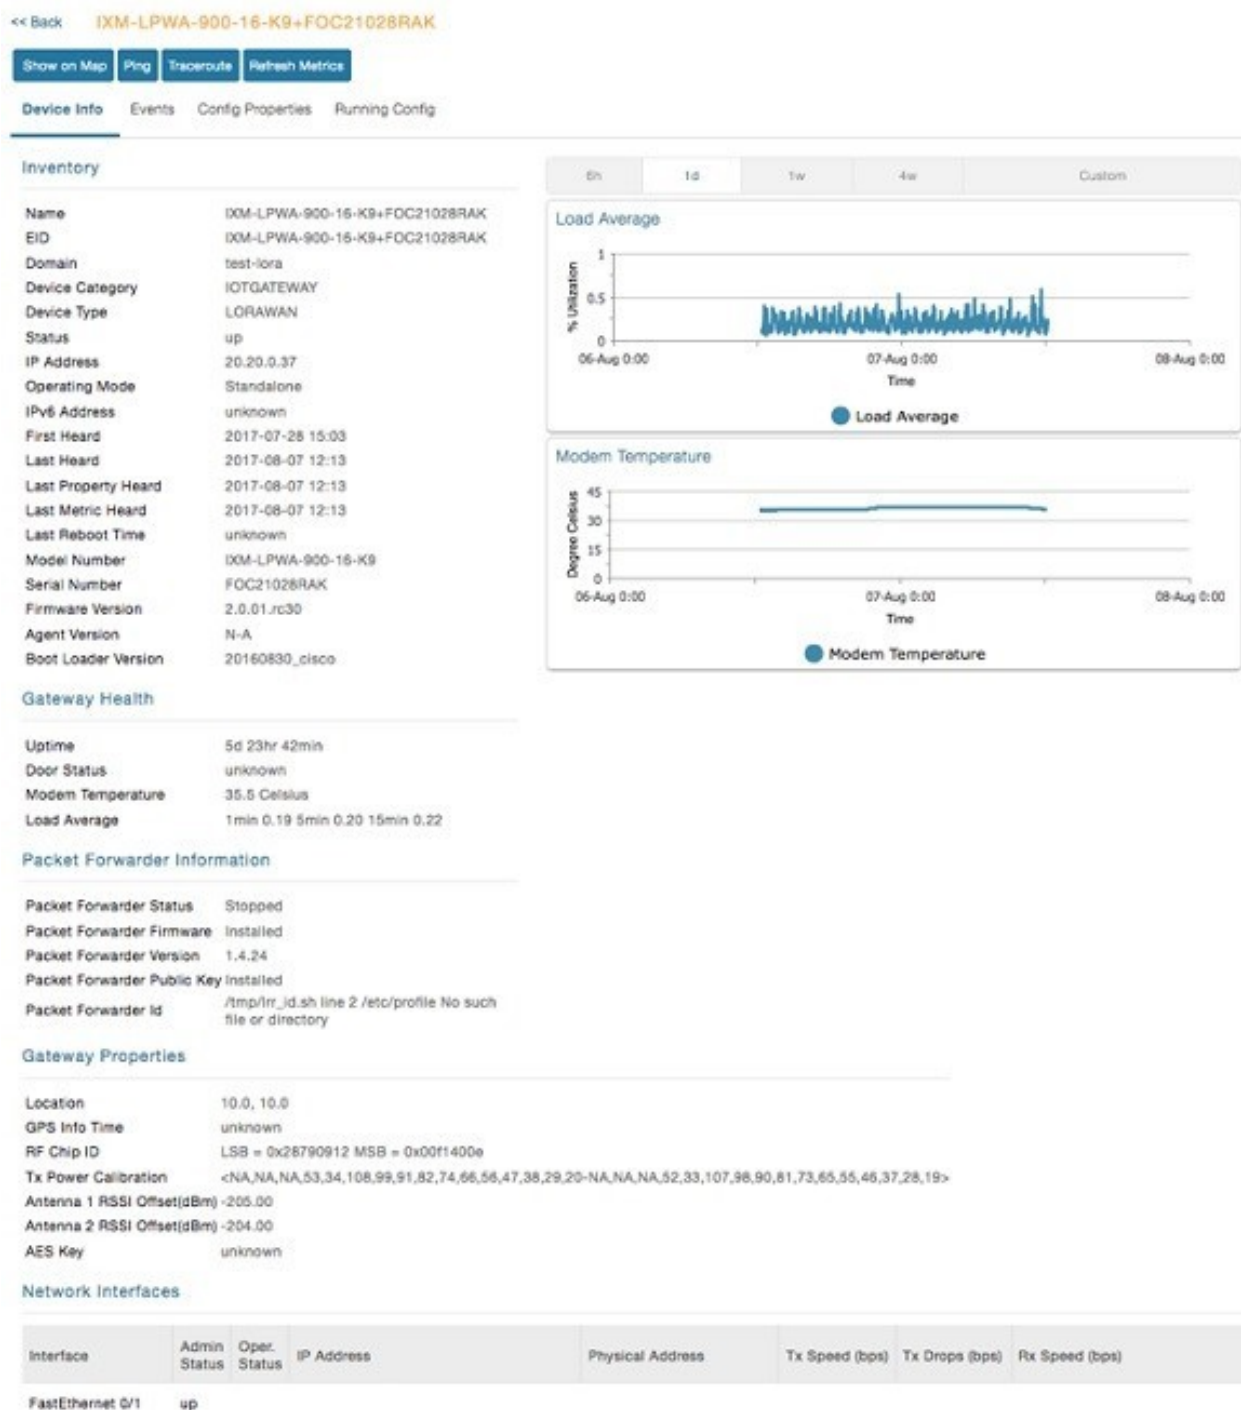 << Back IXM-LPWA-900-16-K9+FOC21028RAK
Show on Map Ping Traceroute Refresh Metrics
Device Info Events Config Properties Running Config
Inventory
Name IXM-LPWA-900-16-K9+FOC21028RAK
EID IXM-LPWA-900-16-K9+FOC21028RAK
Domain test-lora
Device Category IOTGATEWAY
Device Type LORAWAN
Status up
IP Address 20.20.0.37
Operating Mode Standalone
IPv6 Address unknown
First Heard 2017-07-28 15:03
Last Heard 2017-08-07 12:13
Last Property Heard 2017-08-07 12:13
Last Metric Heard 2017-08-07 12:13
Last Reboot Time unknown
Model Number IXM-LPWA-900-16-K9
Serial Number FOC21028RAK
Firmware Version 2.0.01.rc30
Agent Version N-A
Boot Loader Version 20160830_cisco
Gateway Health
Uptime 5d 23hr 42min
Door Status unknown
Modem Temperature 35.5 Celsius
Load Average 1min 0.19 5min 0.20 15min 0.22
Packet Forwarder Information
Packet Forwarder Status Stopped
Packet Forwarder Firmware Installed
Packet Forwarder Version 1.4.24
Packet Forwarder Public Key Installed
Packet Forwarder Id /tmp/lrr_id.sh line 2 /etc/profile No such
file or directory
6h 1d 1w 4w Custom
Load Average
% Utilization
1
0.5
0
06-Aug 0:00 07-Aug 0:00 08-Aug 0:00
Time
Load Average
Modem Temperature
Degree Celsius
45
30
15
0
06-Aug 0:00 07-Aug 0:00 08-Aug 0:00
Time
Modem Temperature
Gateway Properties
Location 10.0, 10.0
GPS Info Time unknown
RF Chip ID LSB = 0x28790912 MSB = 0x00f1400e
Tx Power Calibration <NA,NA,NA,53,34,108,99,91,82,74,66,56,47,38,29,20-NA,NA,NA,52,33,107,98,90,81,73,65,55,46,37,28,19>
Antenna 1 RSSI Offset(dBm) -205.00
Antenna 2 RSSI Offset(dBm) -204.00
AES Key unknown
Network Interfaces
Interface Admin Status Oper. Status IP Address Physical Address Tx Speed (bps) Tx Drops (bps) Rx Speed (bps)
FastEthernet 0/1 up